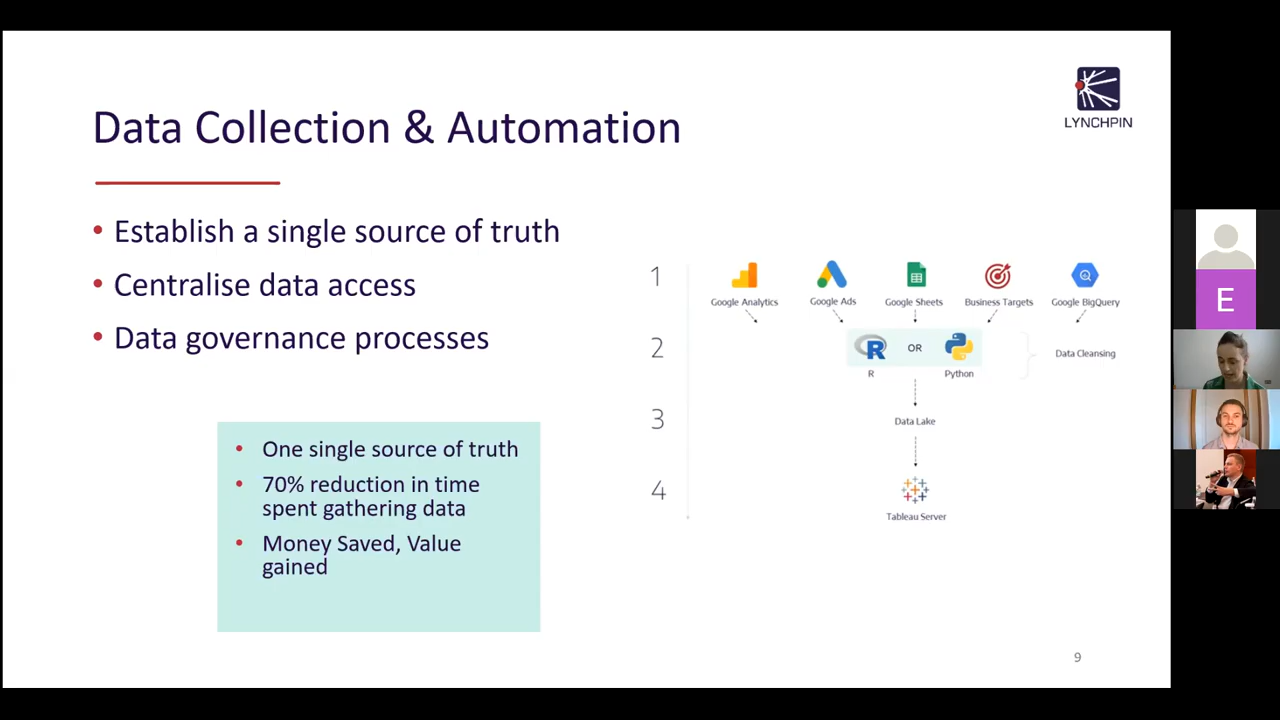 LYNCHPIN
Data Collection & Automation
• Establish a single source of truth
• Centralise data access
• Data governance processes
• One single source of truth
• 70% reduction in time
spent gathering data
• Money Saved, Value
gained
1
Google Analytics
Google Ads
Google Sheets
Business Targets
Google BigQuery
2
R
OR
R
Python
Data Cleansing
3
Data Lake
4
Tableau Server
9
E